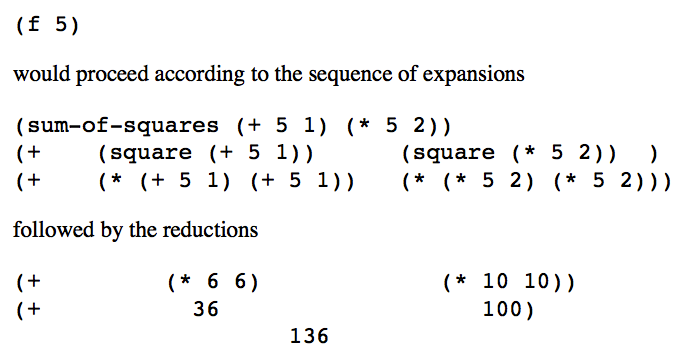 (f 5)
would proceed according to the sequence of expansions
(sum-of-squares (+ 5 1) (* 5 2))
(+    (square (+ 5 1))      (square (* 5 2))  )
(+    (* (+ 5 1) (+ 5 1))   (* (* 5 2) (* 5 2)))
followed by the reductions
(+         (* 6 6)             (* 10 10))
(+           36                  100)
                    136